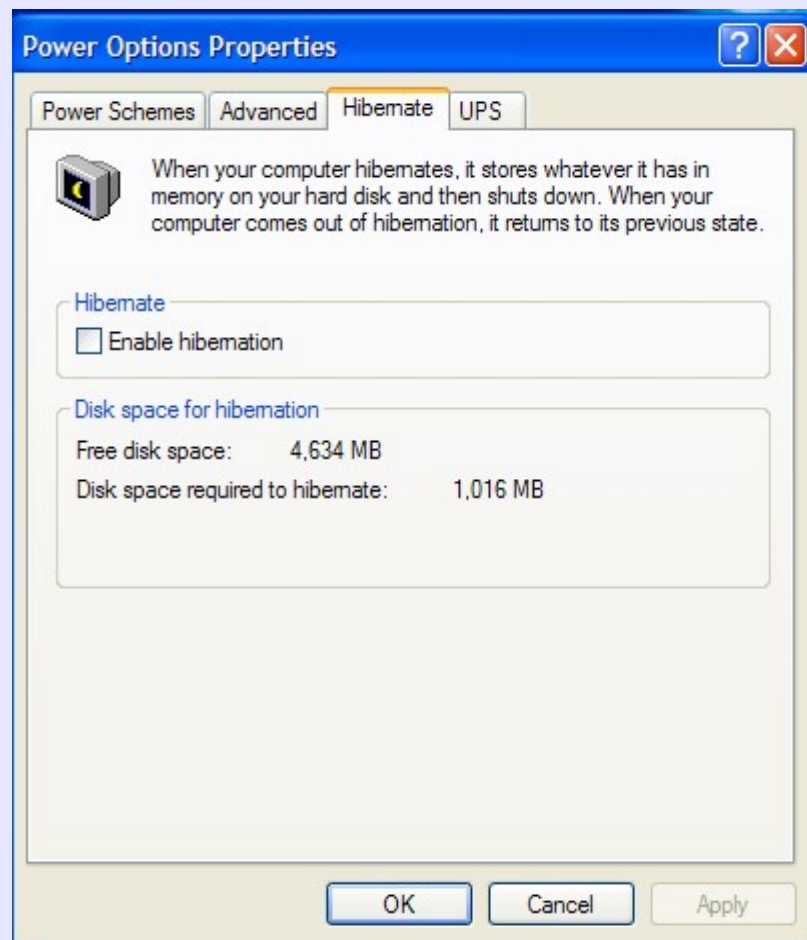 Power Options Properties
Power Schemes Advanced Hibernate UPS
When your computer hibernates, it stores whatever it has in
memory on your hard disk and then shuts down. When your
computer comes out of hibernation, it returns to its previous state.
Hibernate
Enable hibernation
Disk space for hibernation
Free disk space: 4,634 MB
Disk space required to hibernate: 1,016 MB
OK Cancel Apply